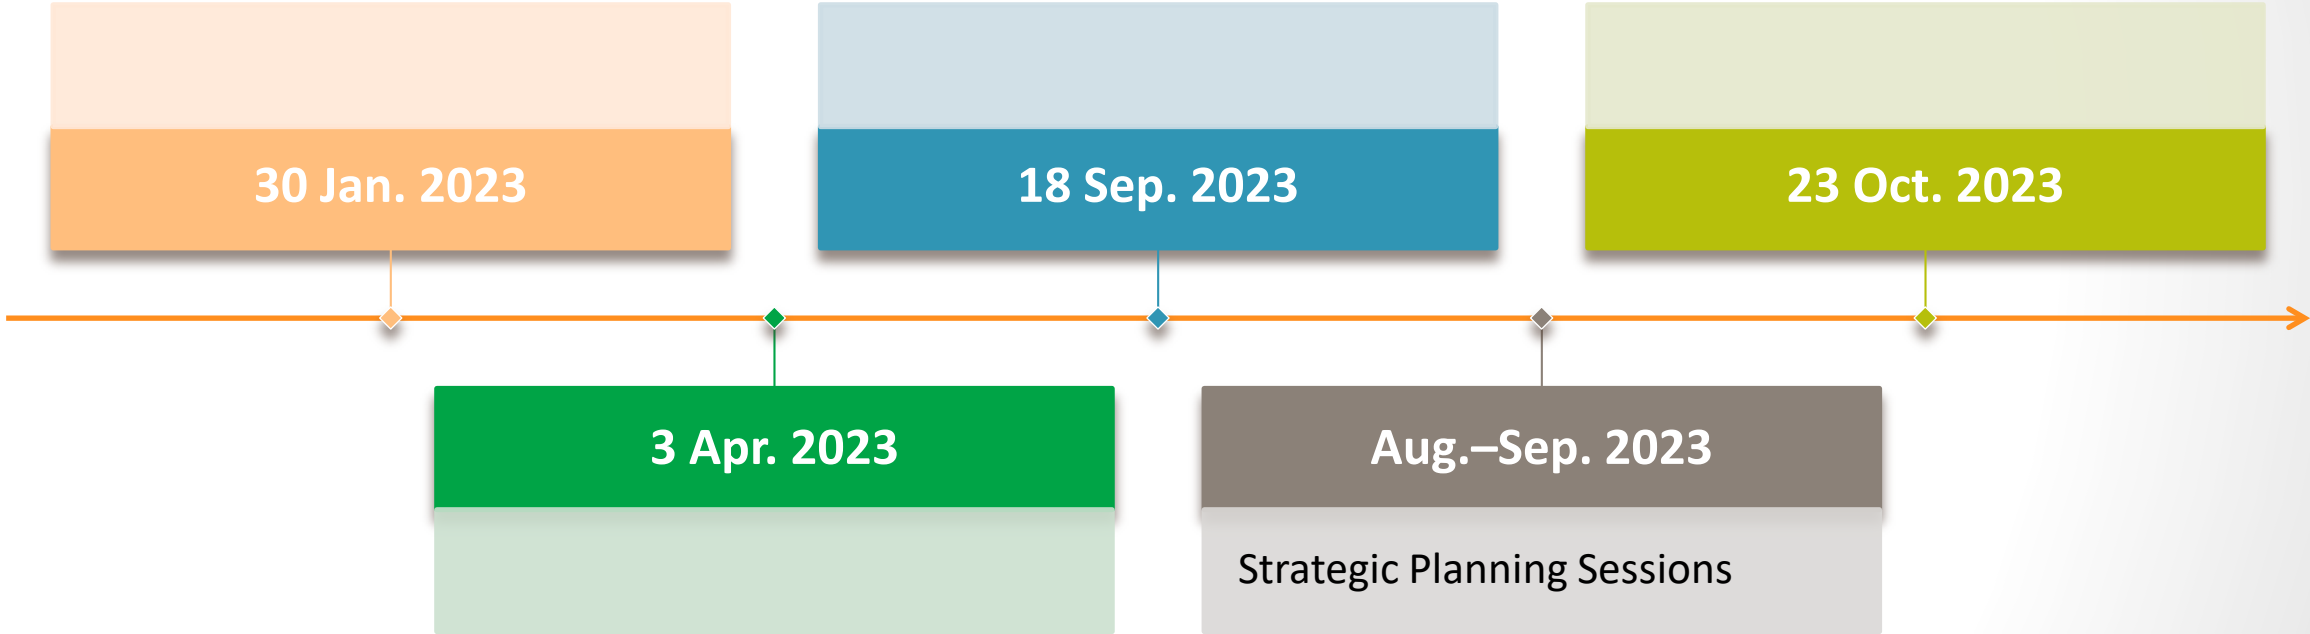 30 Jan. 2023
18 Sep. 2023
23 Oct. 2023
3 Apr. 2023
Aug.–Sep. 2023
Strategic Planning Sessions